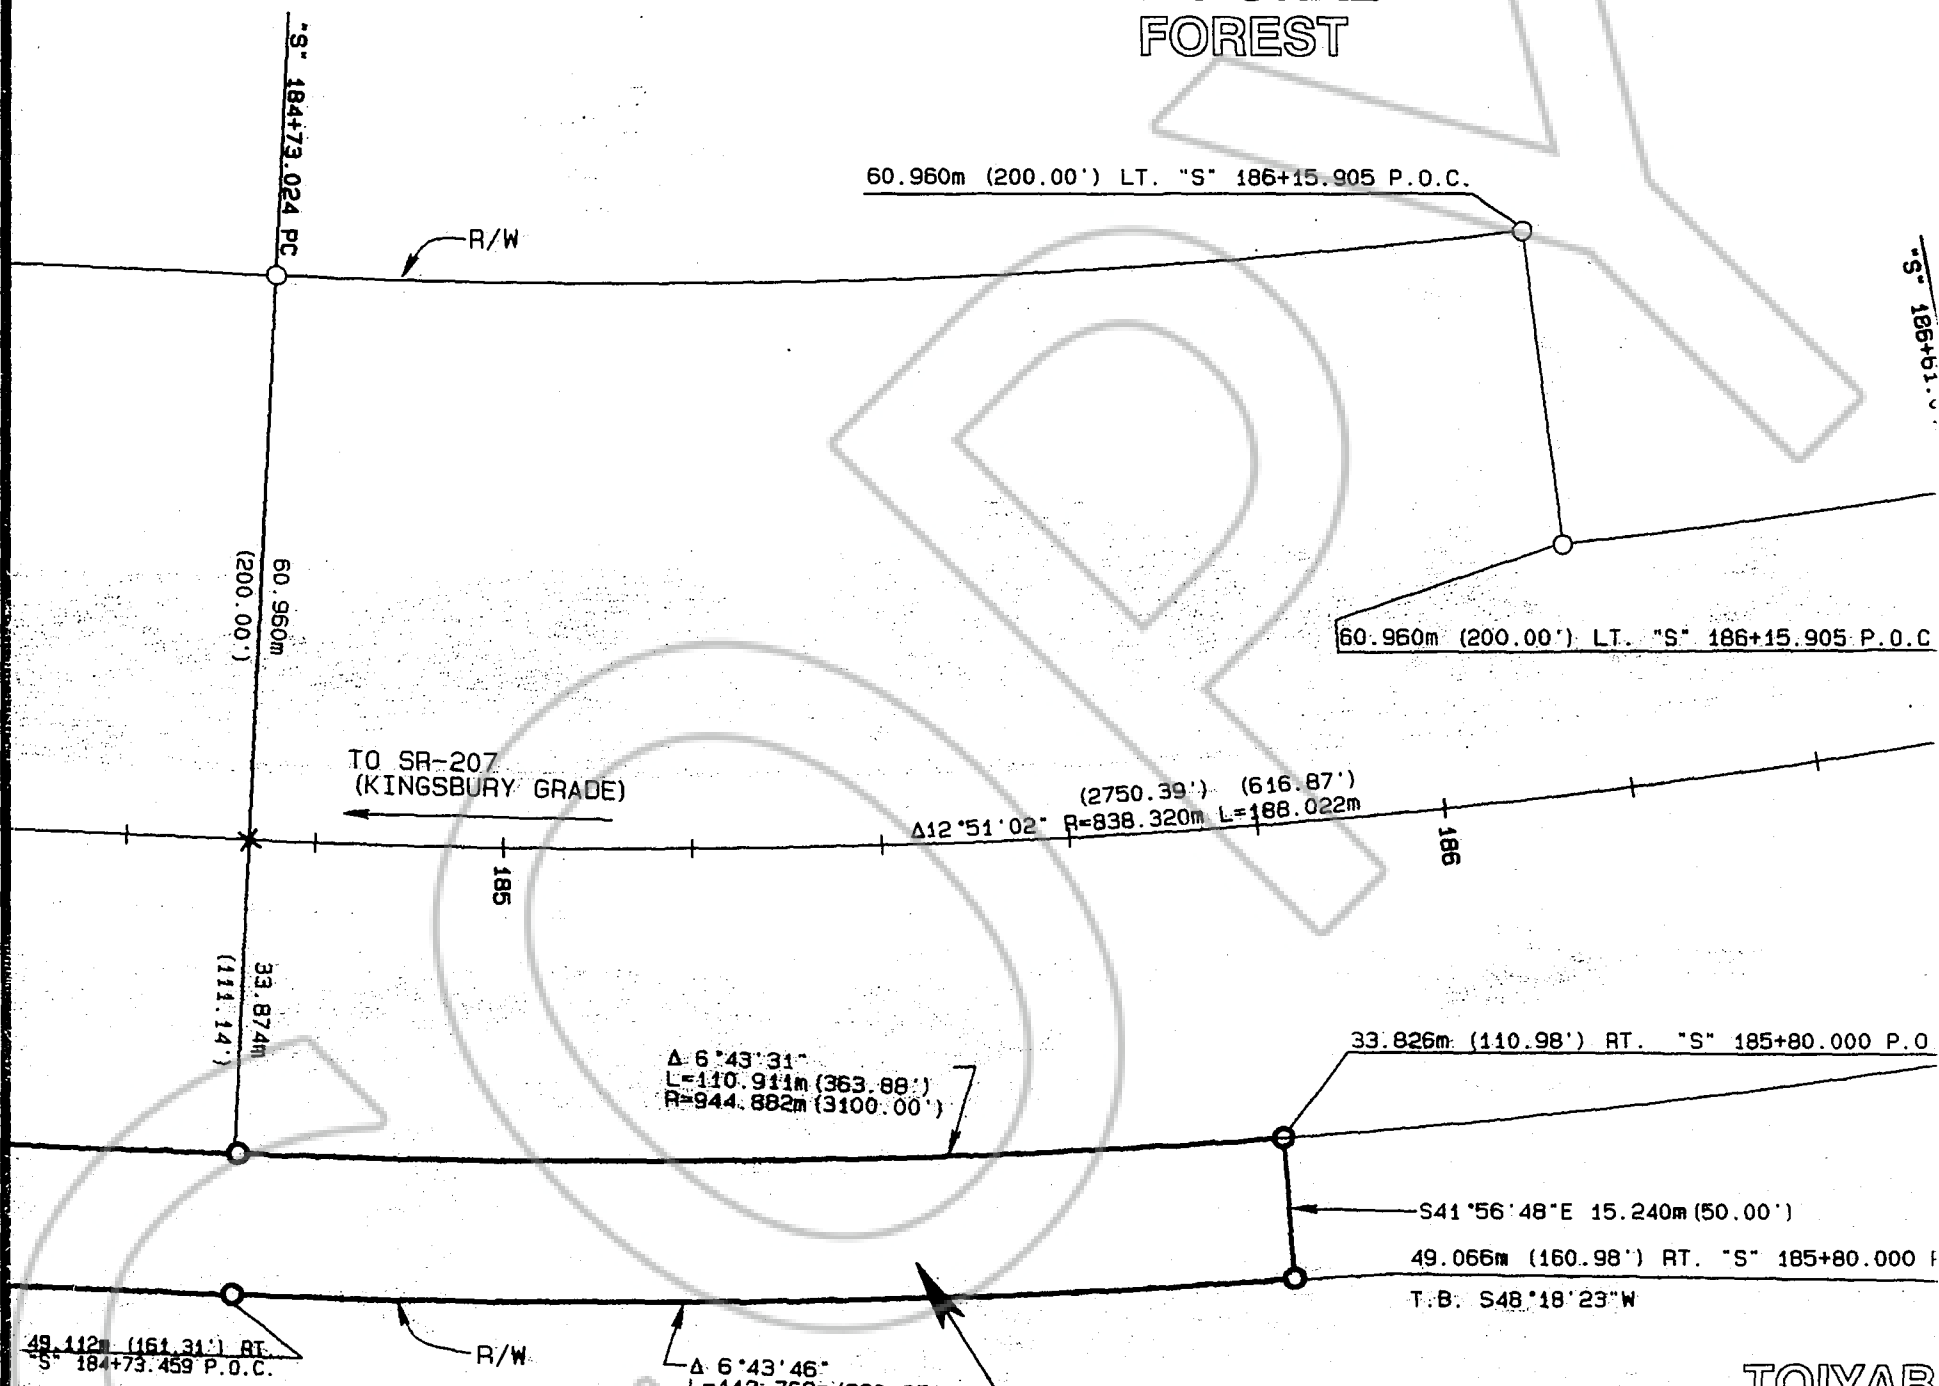 FOREST
"S" 184+73.024 PC
60.960m (200.00') LT. "S" 186+15.905 P.O.C.
R/W
60.960m
(200.00')
60.960m (200.00') LT. "S" 186+15.905 P.O.C
TO SR-207
(KINGSBURY GRADE)
(2750.39') (616.87')
Δ12°51'02" R=838.320m L=188.022m
185
186
33.874m
(111.14')
33.826m (110.98') RT. "S" 185+80.000 P.O
Δ 6°43'31"
L=110.911m (363.88')
R=944.882m (3100.00')
S41°56'48"E 15.240m (50.00')
49.066m (160.98') RT. "S" 185+80.000
T.B. S48°18'23"W
49.112m (161.31') RT.
"S" 184+73.459 P.O.C.
R/W
Δ 6°43'46"
TOIYAB
COPY